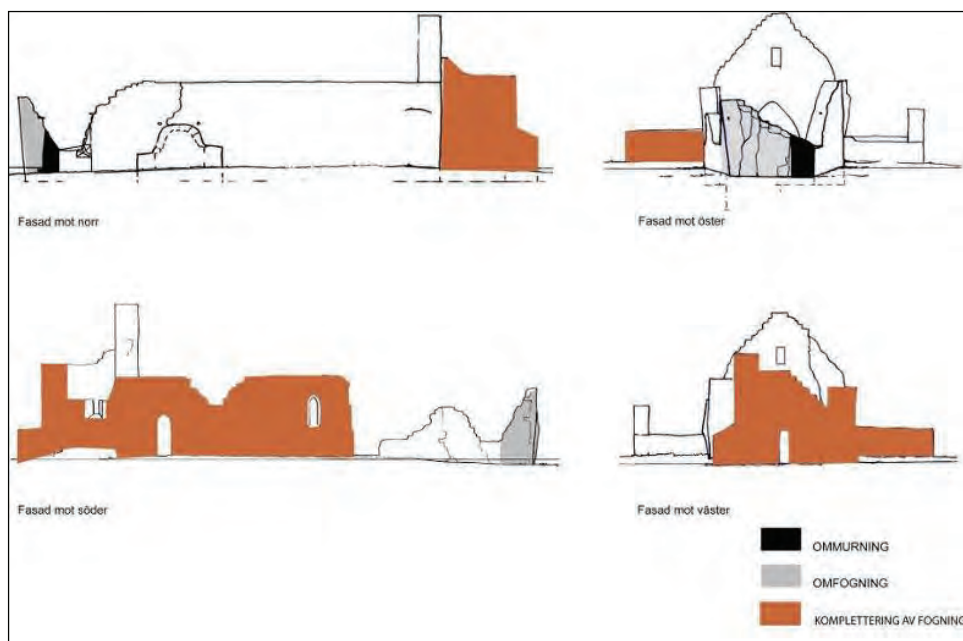 Fasad mot norr
Fasad mot öster
Fasad mot söder
Fasad mot väster
OMMURNING
OMFOGNING
KOMPLETTERING AV FOGNING